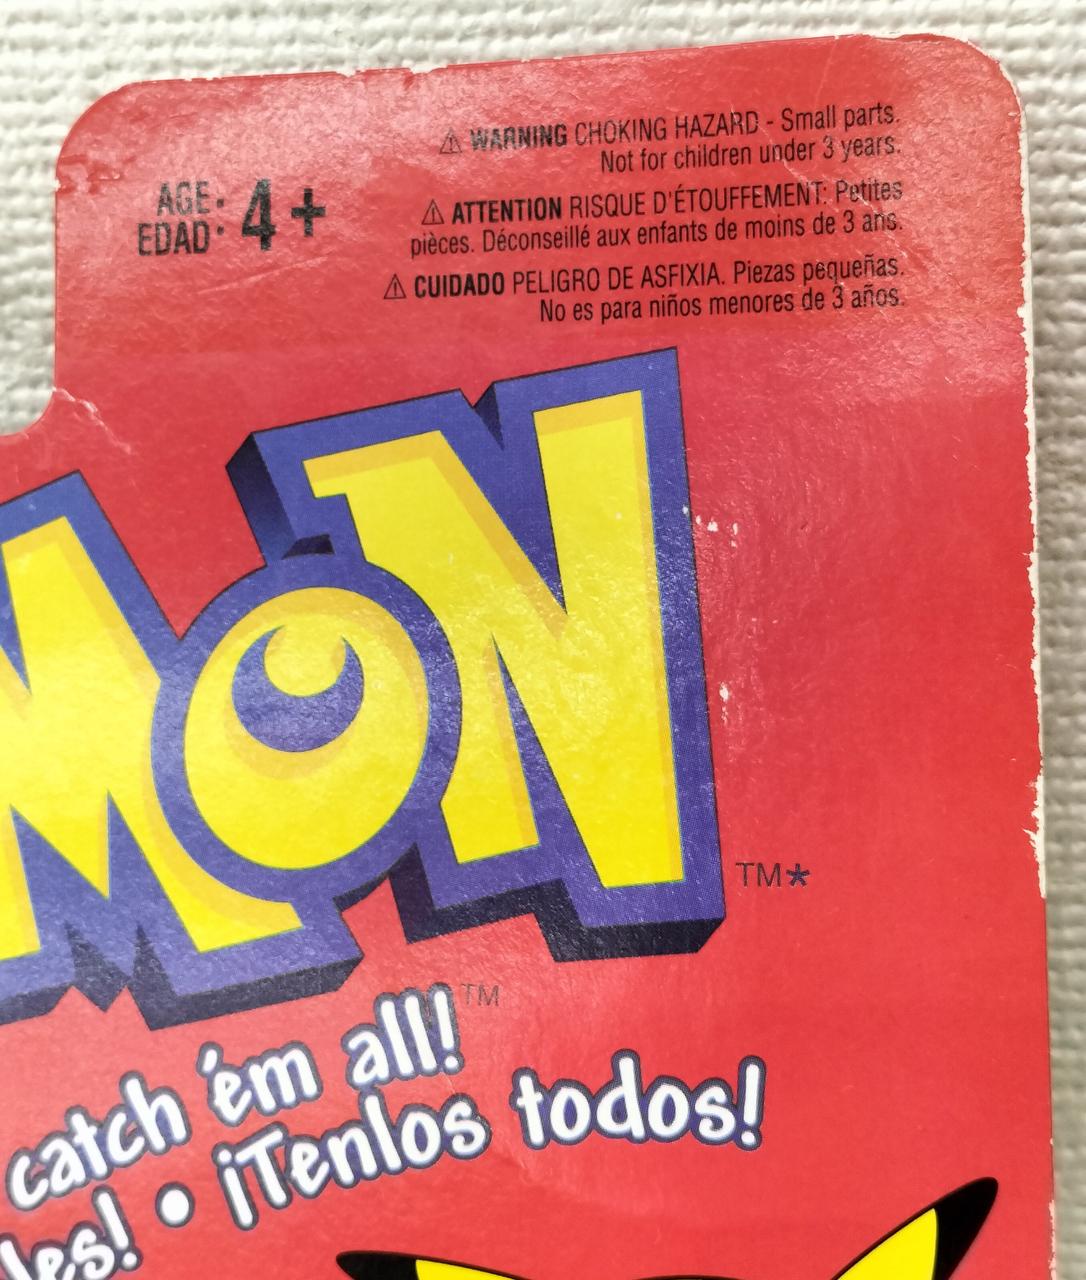 ⚠ WARNING CHOKING HAZARD - Small parts.
Not for children under 3 years.
AGE:
EDAD:
4+
⚠ ATTENTION RISQUE D'ÉTOUFFEMENT: Petites
pièces. Déconseillé aux enfants de moins de 3 ans.
⚠ CUIDADO PELIGRO DE ASFIXIA. Piezas pequeñas.
No es para niños menores de 3 años.
MON
TM*
catch ‘em all! TM
les! • ¡Tenlos todos!